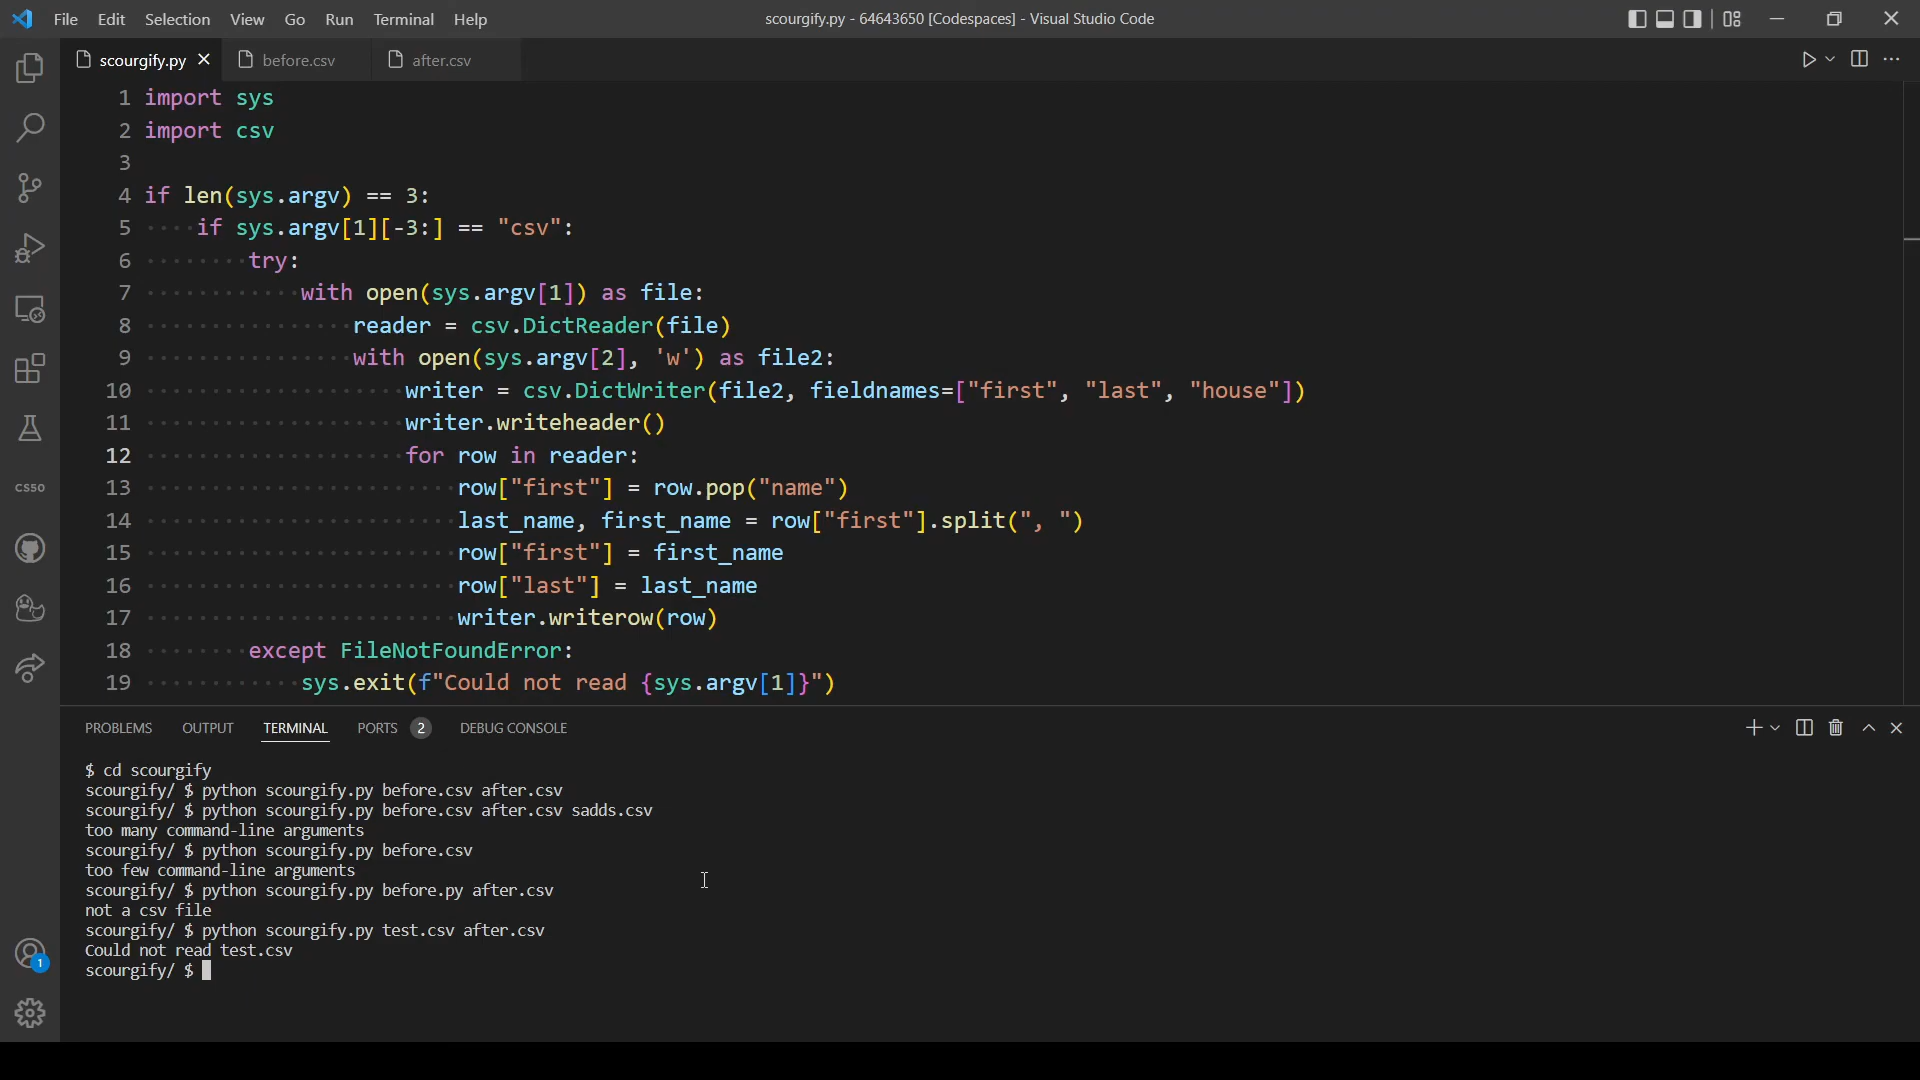 File Edit Selection View Go Run Terminal Help
scourgify.py - 64643650 [Codespaces] - Visual Studio Code
scourgify.py before.csv after.csv
1 import sys
2 import csv
3
4 if len(sys.argv) == 3:
5 ····if sys.argv[1][-3:] == "csv":
6 ········try:
7 ············with open(sys.argv[1]) as file:
8 ················reader = csv.DictReader(file)
9 ················with open(sys.argv[2], 'w') as file2:
10 ····················writer = csv.DictWriter(file2, fieldnames=["first", "last", "house"])
11 ····················writer.writeheader()
12 ····················for row in reader:
13 ························row["first"] = row.pop("name")
14 ························last_name, first_name = row["first"].split(", ")
15 ························row["first"] = first_name
16 ························row["last"] = last_name
17 ························writer.writerow(row)
18 ········except FileNotFoundError:
19 ············sys.exit(f"Could not read {sys.argv[1]}")
CS50
PROBLEMS OUTPUT TERMINAL PORTS 2 DEBUG CONSOLE
$ cd scourgify
scourgify/ $ python scourgify.py before.csv after.csv
scourgify/ $ python scourgify.py before.csv after.csv sadds.csv
too many command-line arguments
scourgify/ $ python scourgify.py before.csv
too few command-line arguments
scourgify/ $ python scourgify.py before.py after.csv
not a csv file
scourgify/ $ python scourgify.py test.csv after.csv
Could not read test.csv
scourgify/ $
1